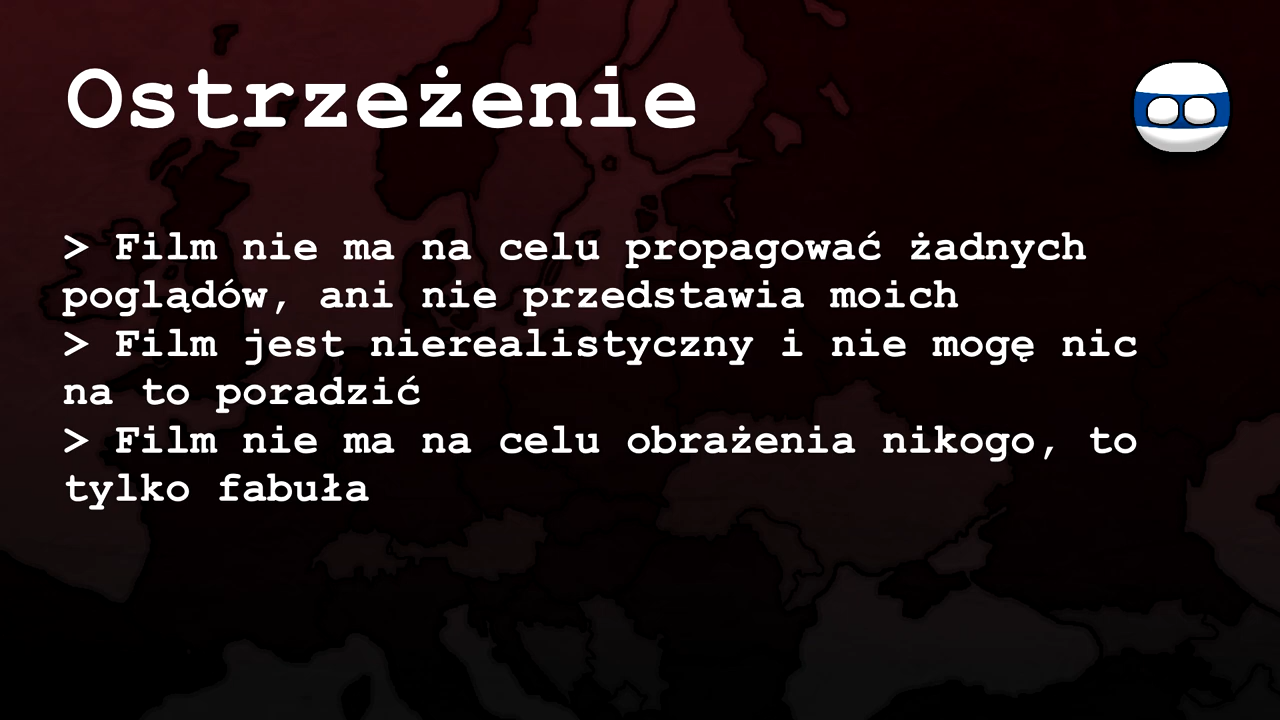 Ostrzeżenie
> Film nie ma na celu propagować żadnych
poglądów, ani nie przedstawia moich
> Film jest nierealistyczny i nie mogę nic
na to poradzić
> Film nie ma na celu obrażenia nikogo, to
tylko fabuła